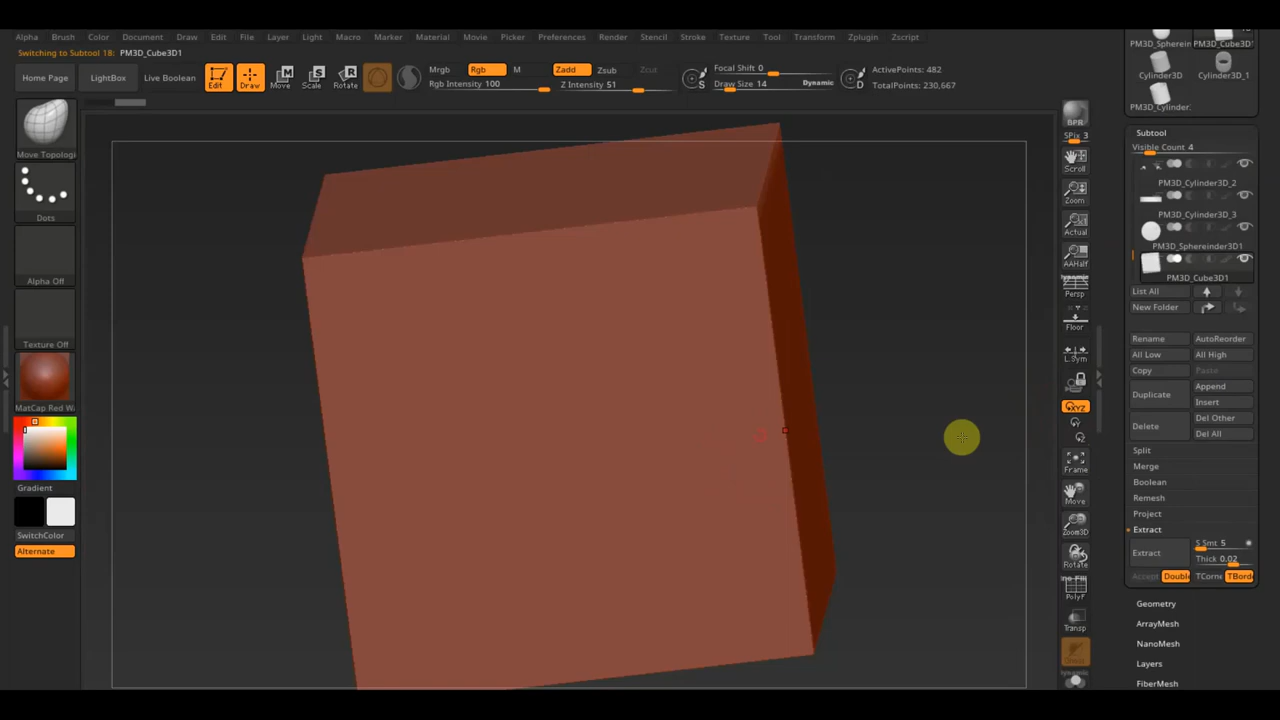 Alpha Brush Color Document Draw Edit File Layer Light Macro Marker Material Movie Picker Preferences Render Stencil Stroke Texture Tool Transform Zplugin Zscript
Switching to Subtool 18: PM3D_Cube3D1
Home Page
LightBox
Live Boolean
Edit
Draw
Move
Scale
Rotate
Mrgb
Rgb
M
Rgb Intensity 100
Zadd
Zsub
Zcut
Z Intensity 51
S
Focal Shift 0
Draw Size 14
Dynamic
D
ActivePoints: 482
TotalPoints: 230,667
Move Topologi
Dots
Alpha Off
Texture Off
MatCap Red Wa
Gradient
SwitchColor
Alternate
BPR
SPix 3
Scroll
Zoom
Actual
AAHalf
Persp
Floor
L.Sym
XYZ
Frame
Move
Zoom3D
Rotate
PolyF
Transp
PM3D_Spherein PM3D_Cube3D1
Cylinder3D Cylinder3D_1
PM3D_Cylinder.
Subtool
Visible Count 4
PM3D_Cylinder3D_2
PM3D_Cylinder3D_3
PM3D_Sphereinder3D1
PM3D_Cube3D1
List All
New Folder
Rename AutoReorder
All Low All High
Copy Paste
Duplicate Append
Insert
Delete Del Other
Del All
Split
Merge
Boolean
Remesh
Project
Extract
Extract S Smt 5
Thick 0.02
Accept Double TCorne TBorde
Geometry
ArrayMesh
NanoMesh
Layers
FiberMesh